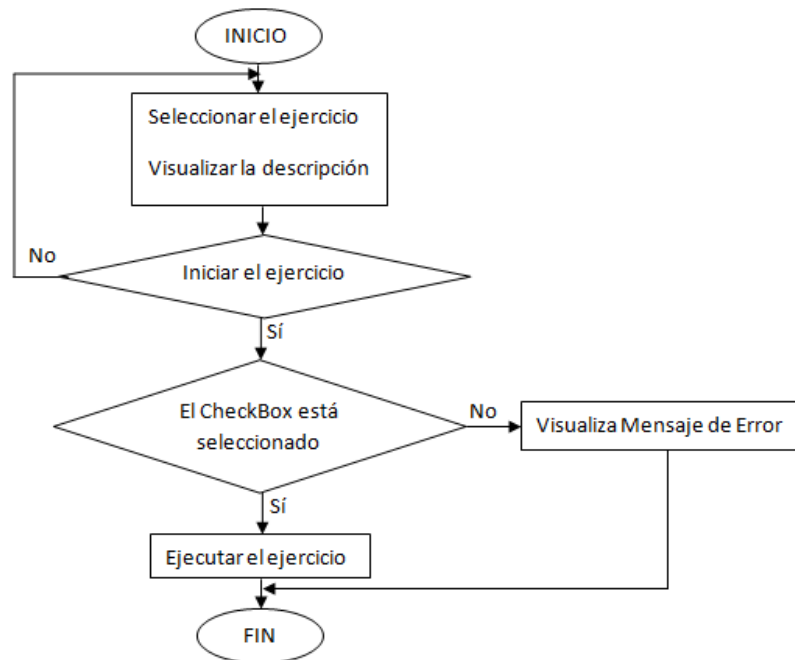 INICIO
Seleccionar el ejercicio
Visualizar la descripción
No
Iniciar el ejercicio
Sí
El CheckBox está
seleccionado
No
Visualiza Mensaje de Error
Sí
Ejecutar el ejercicio
FIN